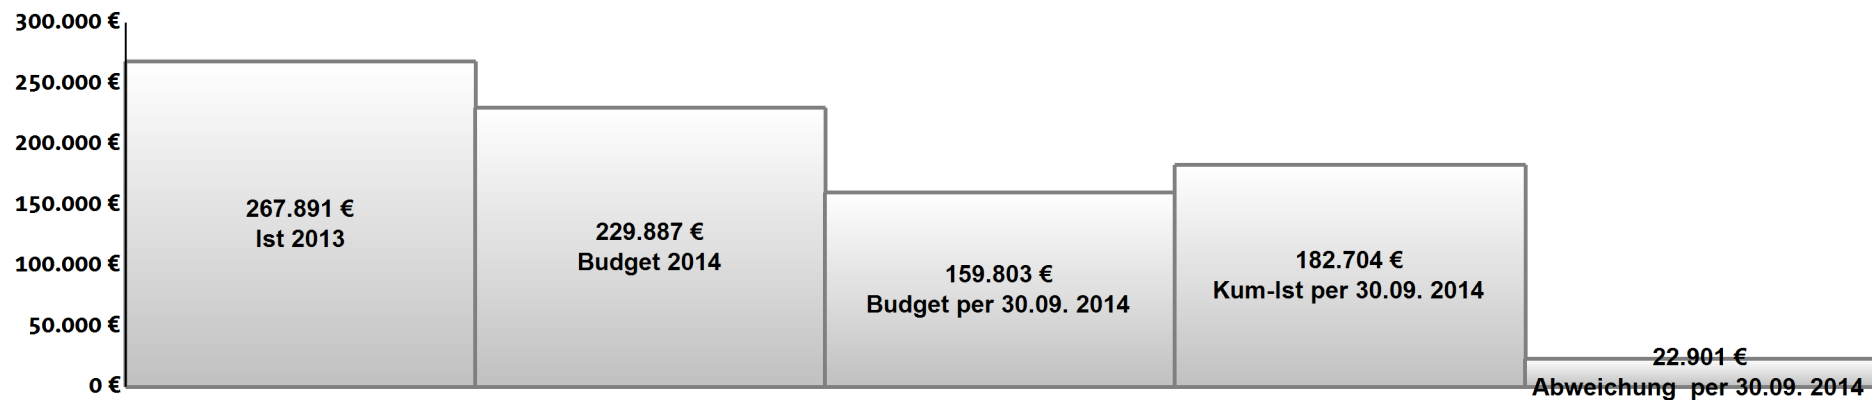 300.000 €
250.000 €
200.000 €
150.000 €
100.000 €
50.000 €
0 €
267.891 €
Ist 2013
229.887 €
Budget 2014
159.803 €
Budget per 30.09. 2014
182.704 €
Kum-Ist per 30.09. 2014
22.901 €
Abweichung  per 30.09. 2014